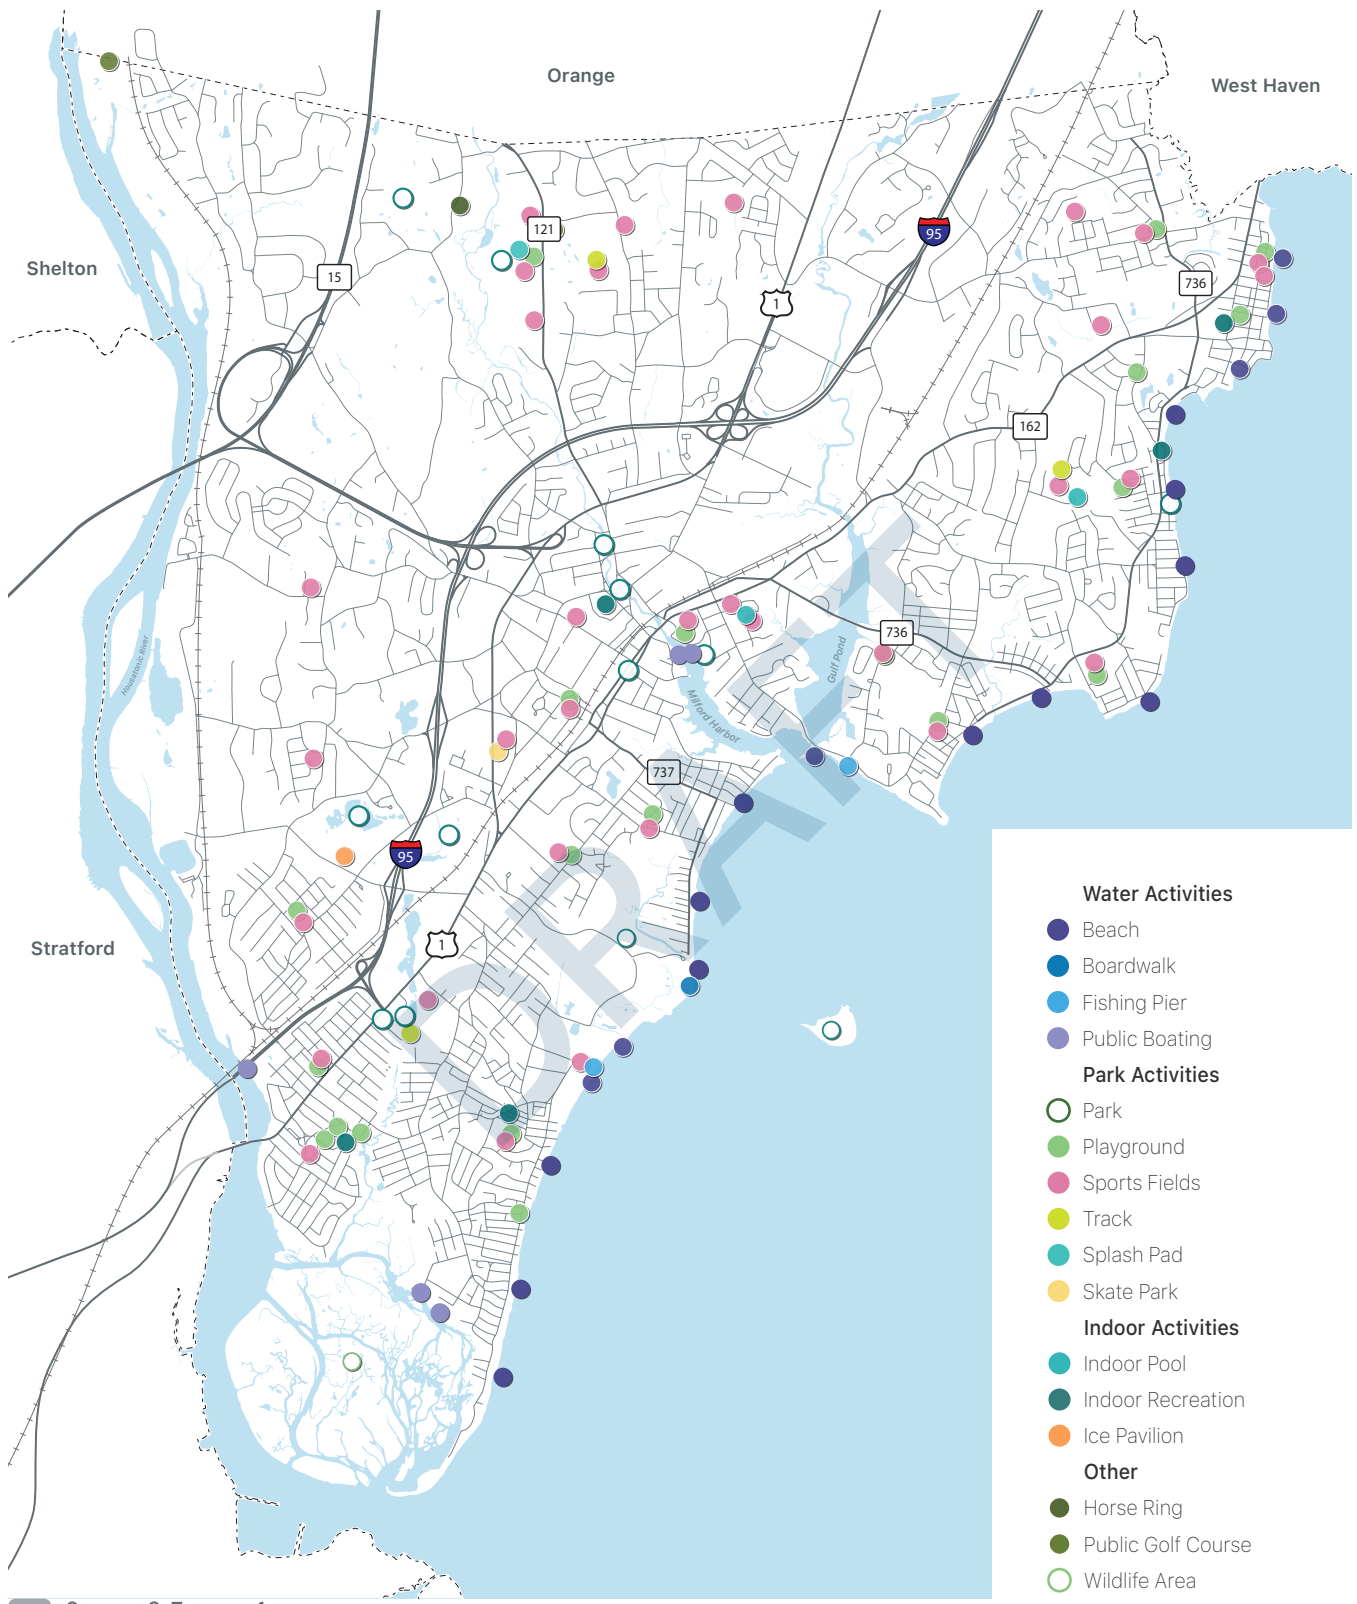 Orange
West Haven
121
95
Shelton
15
736
1
162
736
Housatonic River
Gulf Pond
Milford Harbor
737
95
Stratford
1
DRAFT
Water Activities
Beach
Boardwalk
Fishing Pier
Public Boating
Park Activities
Park
Playground
Sports Fields
Track
Splash Pad
Skate Park
Indoor Activities
Indoor Pool
Indoor Recreation
Ice Pavilion
Other
Horse Ring
Public Golf Course
Wildlife Area